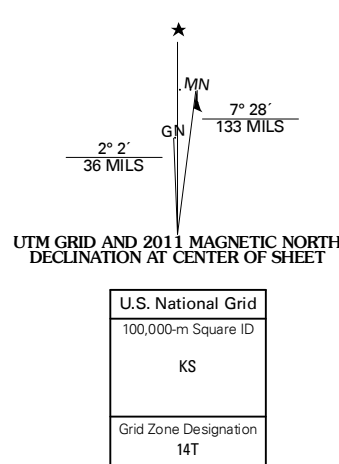 MN
GN
7° 28´
133 MILS
2° 2´
36 MILS
UTM GRID AND 2011 MAGNETIC NORTH
DECLINATION AT CENTER OF SHEET
U.S. National Grid
100,000-m Square ID
KS
Grid Zone Designation
14T